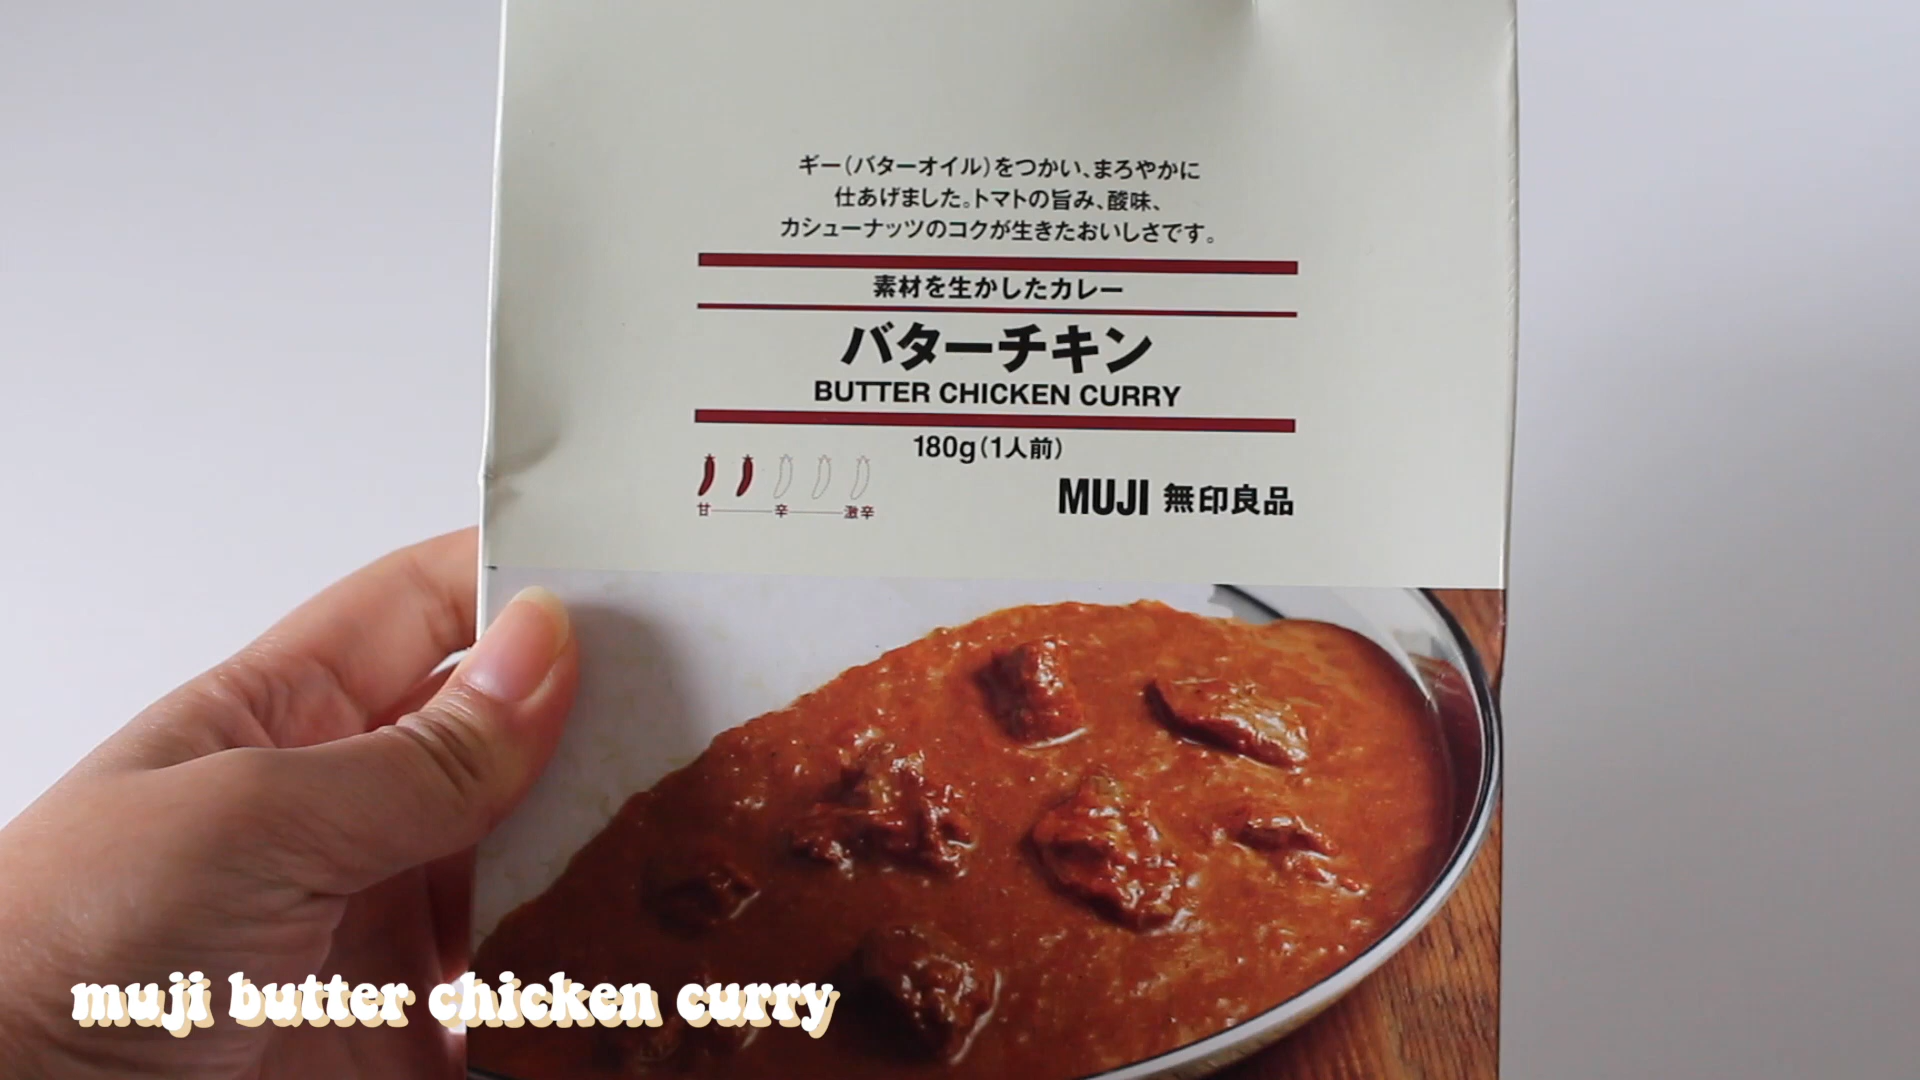 ギー(バターオイル)をつかい、まろやかに
仕あげました。トマトの旨み、酸味、
カシューナッツのコクが生きたおいしさです。
素材を生かしたカレー
バターチキン
BUTTER CHICKEN CURRY
180g(1人前)
甘 辛 激辛
MUJI 無印良品
muji butter chicken curry